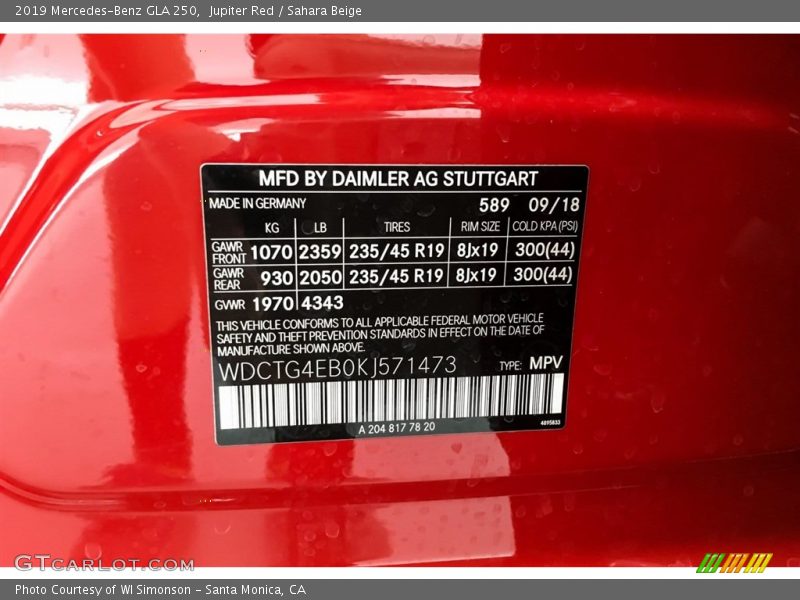 2019 Mercedes-Benz GLA 250, Jupiter Red / Sahara Beige
MFD BY DAIMLER AG STUTTGART
MADE IN GERMANY 589 09/18
KG LB TIRES RIM SIZE COLD KPA (PSI)
GAWR FRONT 1070 2359 235/45 R19 8Jx19 300(44)
GAWR REAR 930 2050 235/45 R19 8Jx19 300(44)
GVWR 1970 4343
THIS VEHICLE CONFORMS TO ALL APPLICABLE FEDERAL MOTOR VEHICLE
SAFETY AND THEFT PREVENTION STANDARDS IN EFFECT ON THE DATE OF
MANUFACTURE SHOWN ABOVE.
WDCTG4EB0KJ571473 TYPE: MPV
A 204 817 78 20 4895833
GTCARLOT.COM
Photo Courtesy of WI Simonson - Santa Monica, CA